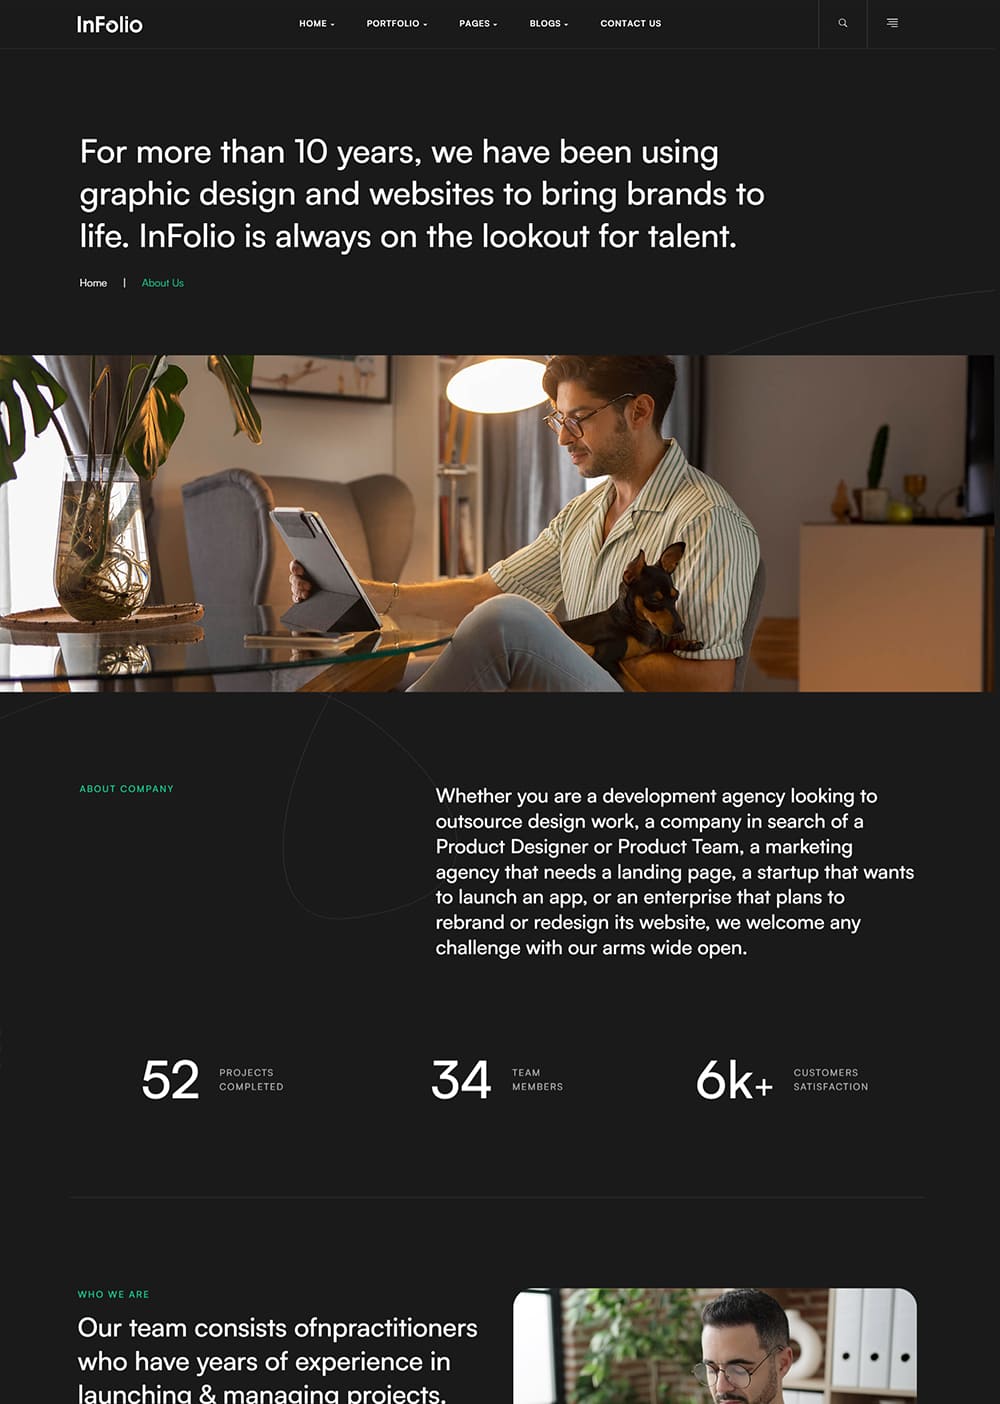 InFolio
HOME
PORTFOLIO
PAGES
BLOGS
CONTACT US
For more than 10 years, we have been using
graphic design and websites to bring brands to
life. InFolio is always on the lookout for talent.
Home | About Us
ABOUT COMPANY
Whether you are a development agency looking to
outsource design work, a company in search of a
Product Designer or Product Team, a marketing
agency that needs a landing page, a startup that wants
to launch an app, or an enterprise that plans to
rebrand or redesign its website, we welcome any
challenge with our arms wide open.
52
PROJECTS
COMPLETED
34
TEAM
MEMBERS
6k+
CUSTOMERS
SATISFACTION
WHO WE ARE
Our team consists ofnpractitioners
who have years of experience in
launching & managing projects.